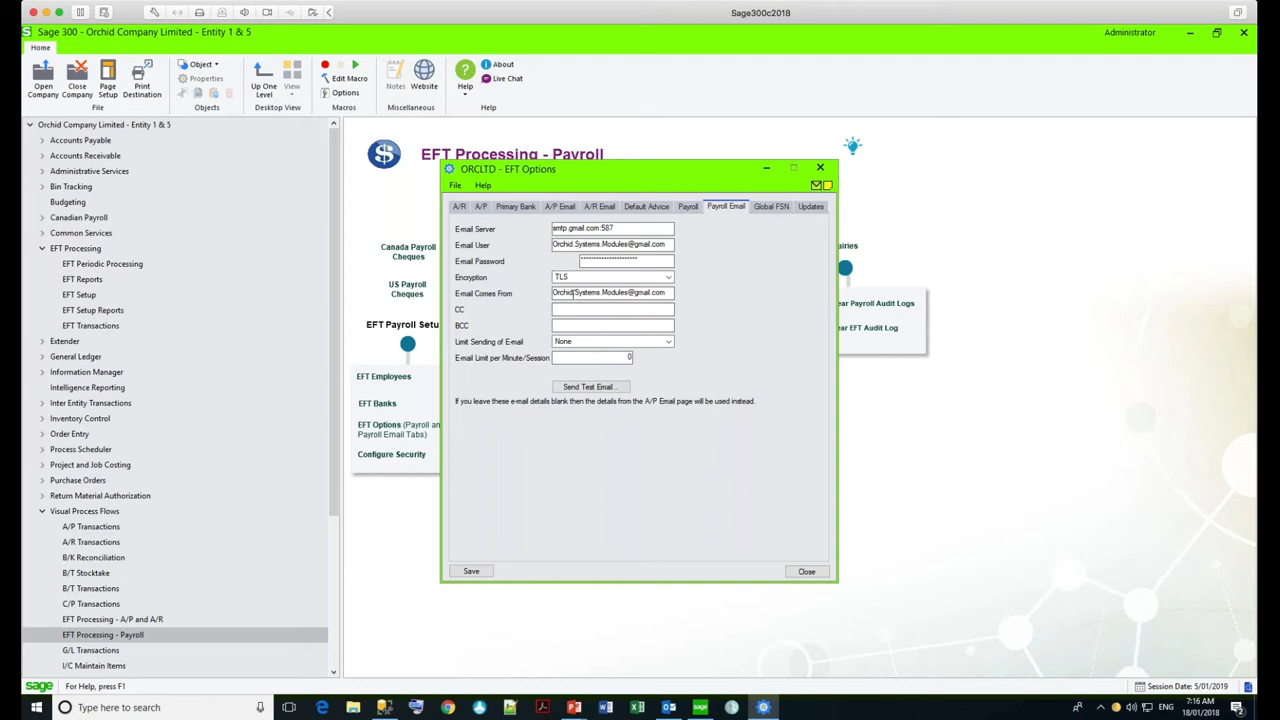 Sage300c2018
Sage 300 - Orchid Company Limited - Entity 1 & 5
Administrator
Home
Open Company
Close Company
Page Setup
Print Destination
File
Object
Properties
Objects
Up One Level
View
Desktop View
Edit Macro
Options
Macros
Notes
Website
Miscellaneous
Help
About
Live Chat
Help
Orchid Company Limited - Entity 1 & 5
Accounts Payable
Accounts Receivable
Administrative Services
Bin Tracking
Budgeting
Canadian Payroll
Common Services
EFT Processing
EFT Periodic Processing
EFT Reports
EFT Setup
EFT Setup Reports
EFT Transactions
Extender
General Ledger
Information Manager
Intelligence Reporting
Inter Entity Transactions
Inventory Control
Order Entry
Process Scheduler
Project and Job Costing
Purchase Orders
Return Material Authorization
Visual Process Flows
A/P Transactions
A/R Transactions
B/K Reconciliation
B/T Stocktake
B/T Transactions
C/P Transactions
EFT Processing - A/P and A/R
EFT Processing - Payroll
G/L Transactions
I/C Maintain Items
EFT Processing - Payroll
Canada Payroll
Cheques
US Payroll
Cheques
EFT Payroll Setu
EFT Employees
EFT Banks
EFT Options (Payroll an
Payroll Email Tabs)
Configure Security
ORCLTD - EFT Options
File Help
A/R A/P Primary Bank A/P Email A/R Email Default Advice Payroll Payroll Email Global FSN Updates
E-mail Server smtp.gmail.com:587
E-mail User Orchid.Systems.Modules@gmail.com
E-mail Password
Encryption TLS
E-mail Comes From Orchid.Systems.Modules@gmail.com
CC
BCC
Limit Sending of E-mail None
E-mail Limit per Minute/Session 0
Send Test Email...
If you leave these e-mail details blank then the details from the A/P Email page will be used instead.
Save Close
uiries
ear Payroll Audit Logs
ear EFT Audit Log
sage
For Help, press F1
Session Date: 5/01/2019
Type here to search
ENG
7:16 AM
18/01/2018